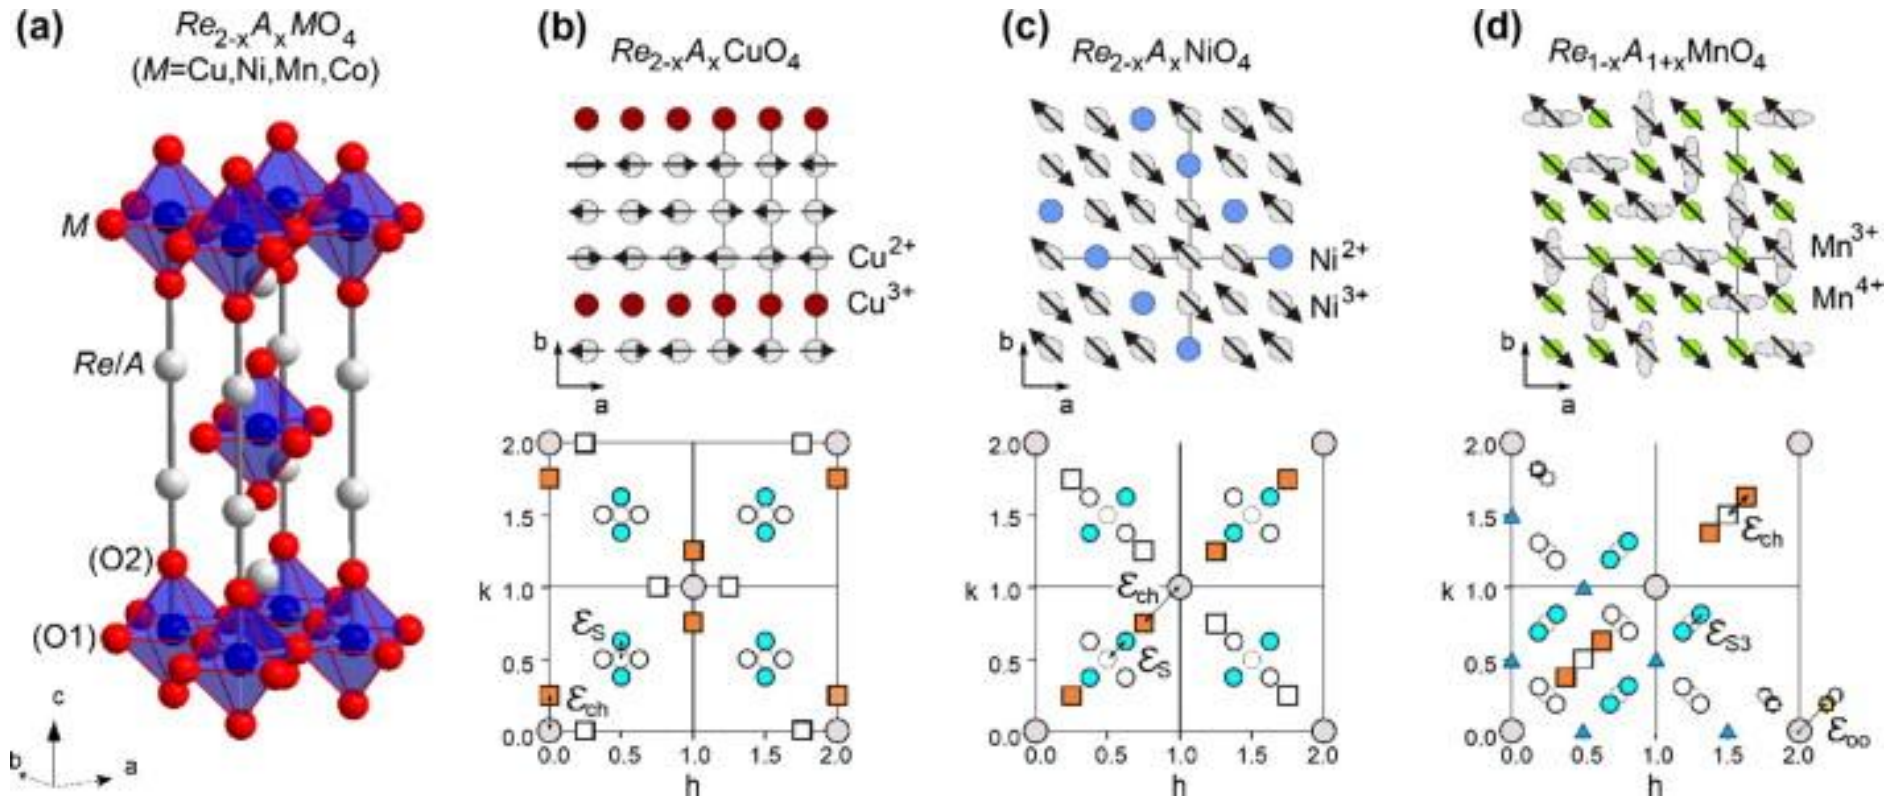 (a)
Re2-xAxMO4
(M=Cu,Ni,Mn,Co)
M
Re/A
(O2)
(O1)
c
b
a
(b)
Re2-xAxCuO4
Cu2+
Cu3+
b
a
2.0
1.5
k 1.0
0.5
0.0
εS
εch
0.0 0.5 1.0 1.5 2.0
h
(c)
Re2-xAxNiO4
Ni2+
Ni3+
b
a
2.0
1.5
k 1.0
0.5
0.0
εch
εS
0.0 0.5 1.0 1.5 2.0
h
(d)
Re1-xA1+xMnO4
Mn3+
Mn4+
b
a
2.0
1.5
k 1.0
0.5
0.0
εch
εS3
εoo
0.0 0.5 1.0 1.5 2.0
h